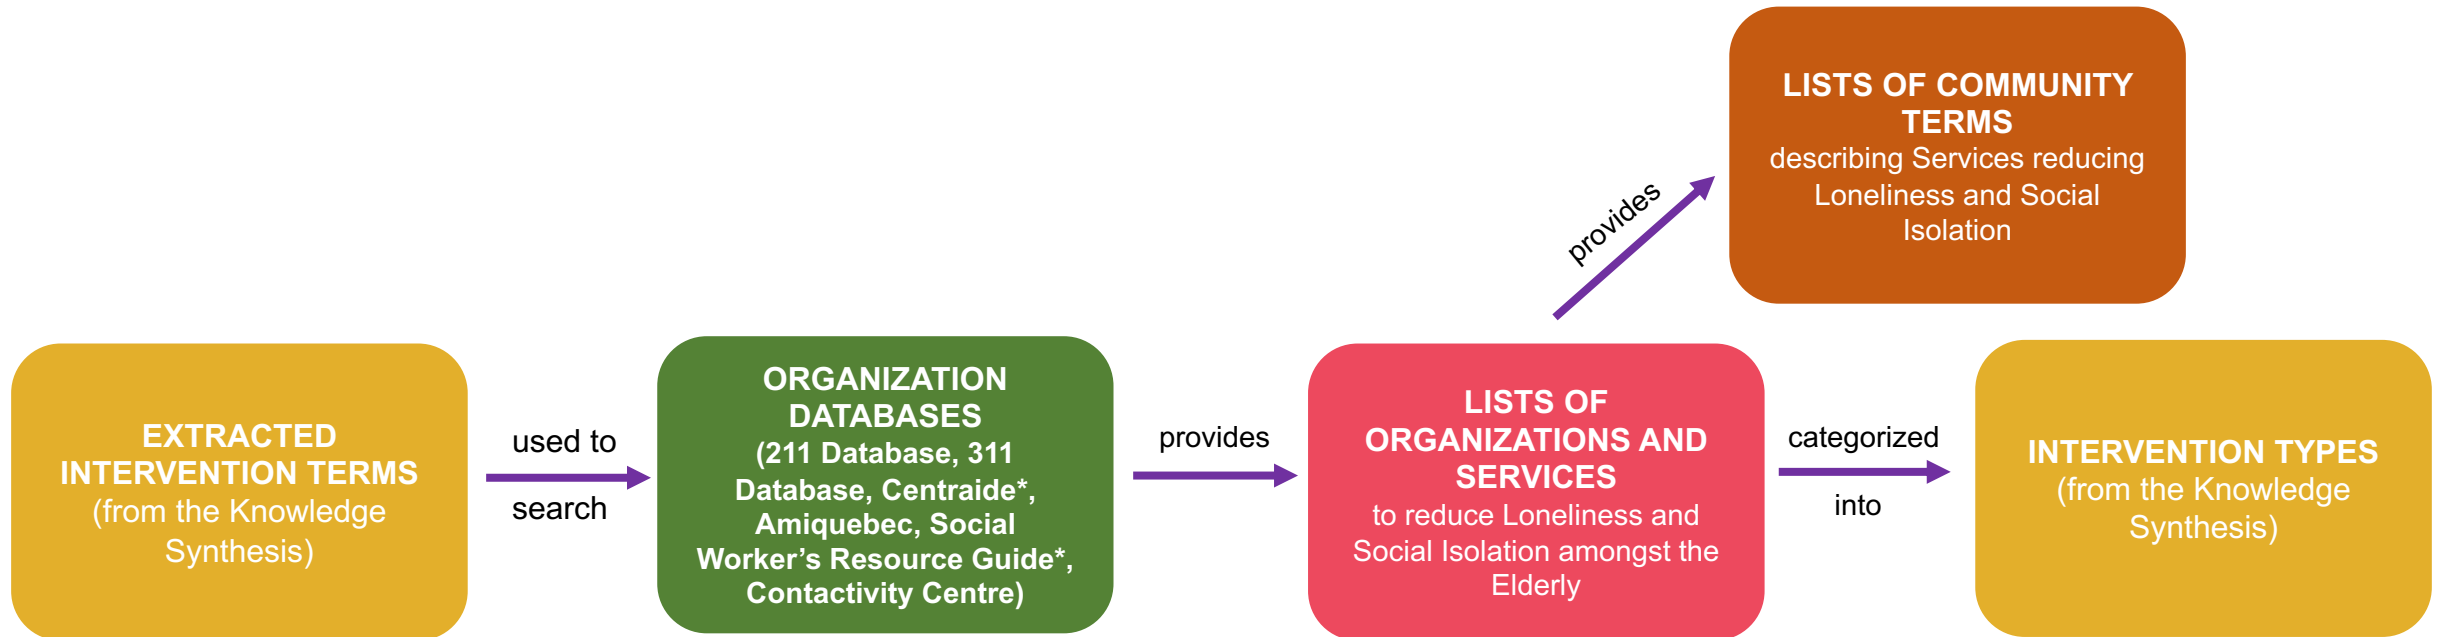 EXTRACTED
INTERVENTION TERMS
(from the Knowledge
Synthesis)
used to
search
ORGANIZATION
DATABASES
(211 Database, 311
Database, Centraide*,
Amiquebec, Social
Worker’s Resource Guide*,
Contactivity Centre)
provides
LISTS OF
ORGANIZATIONS AND
SERVICES
to reduce Loneliness and
Social Isolation amongst the
Elderly
provides
LISTS OF COMMUNITY
TERMS
describing Services reducing
Loneliness and Social
Isolation
categorized
into
INTERVENTION TYPES
(from the Knowledge
Synthesis)